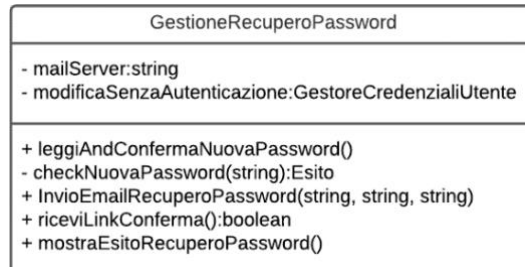 GestioneRecuperoPassword
- mailServer:string
- modificaSenzaAutenticazione:GestoreCredenzialiUtente
+ leggiAndConfermaNuovaPassword()
- checkNuovaPassword(string):Esito
+ InvioEmailRecuperoPassword(string, string, string)
+ riceviLinkConferma():boolean
+ mostraEsitoRecuperoPassword()